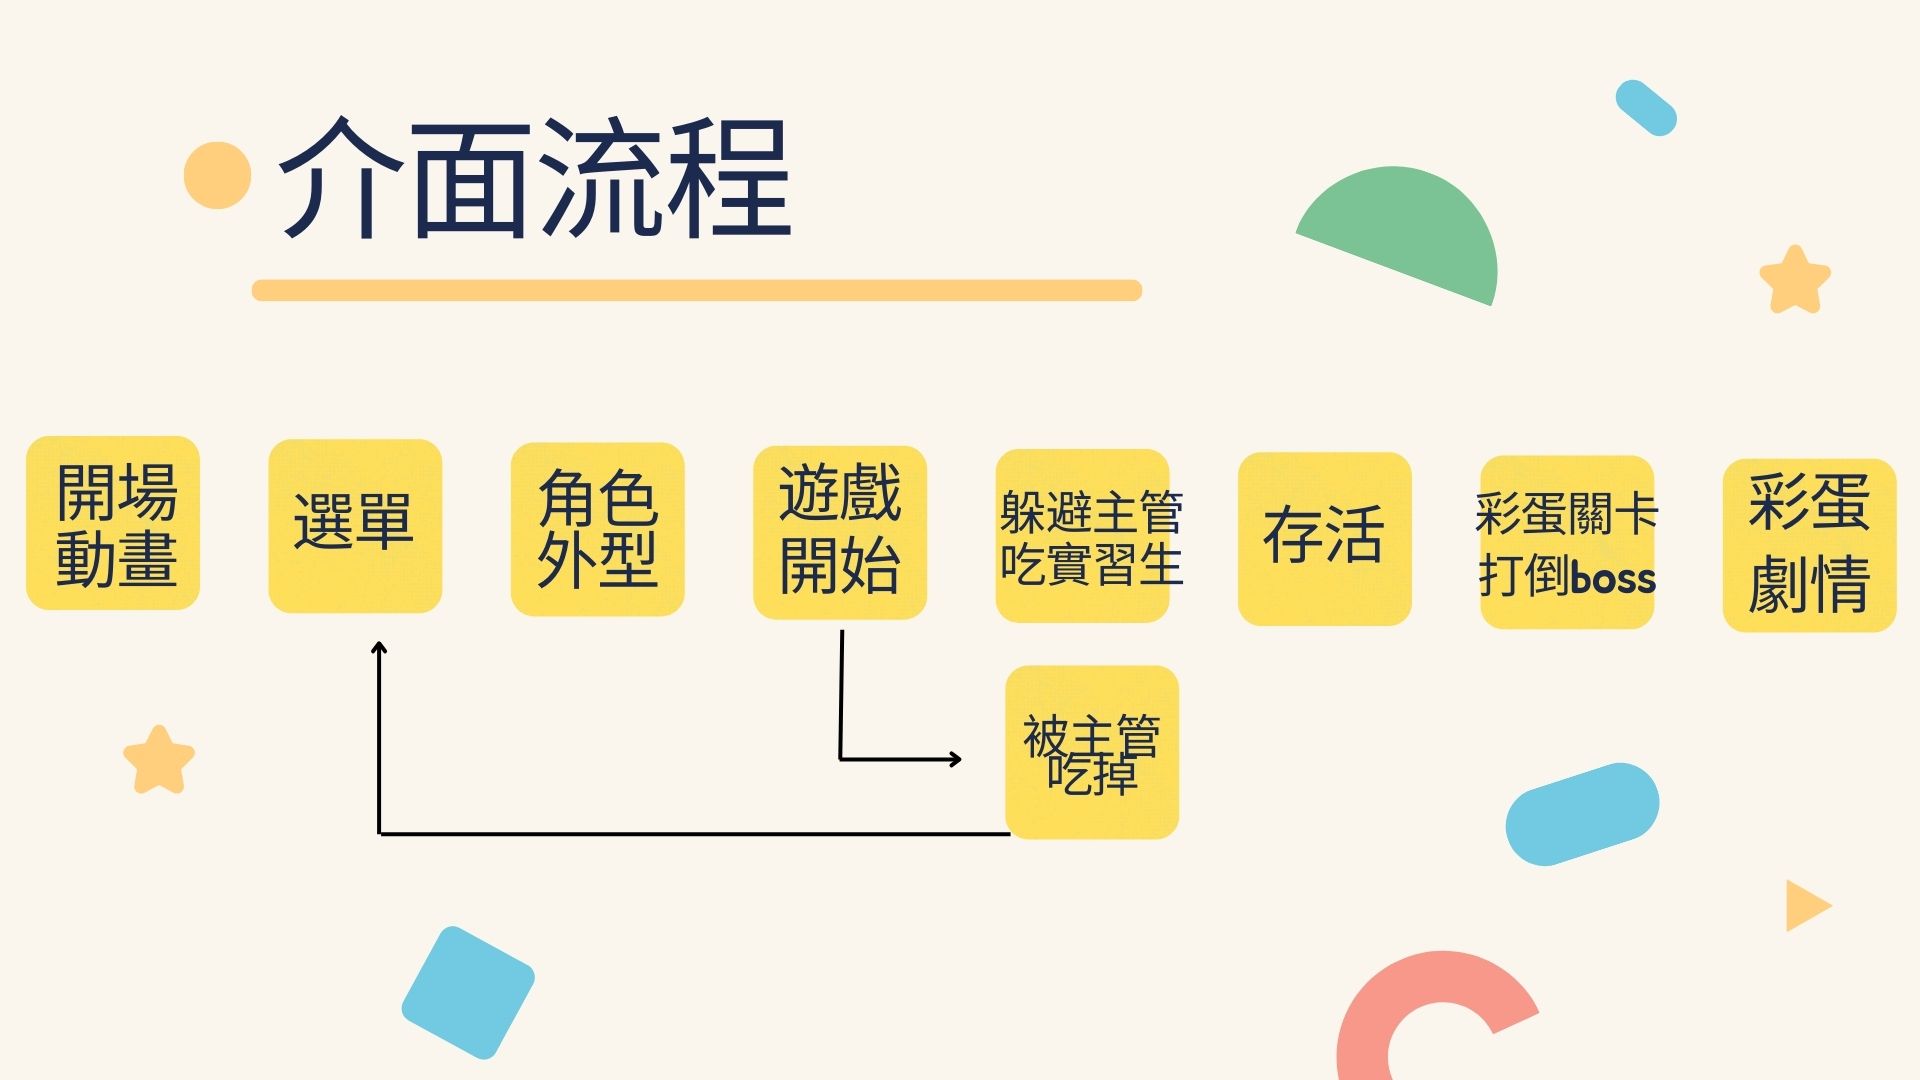 介面流程
開場
動畫
選單
角色
外型
遊戲
開始
躲避主管
吃實習生
存活
彩蛋關卡
打倒boss
彩蛋
劇情
被主管
吃掉